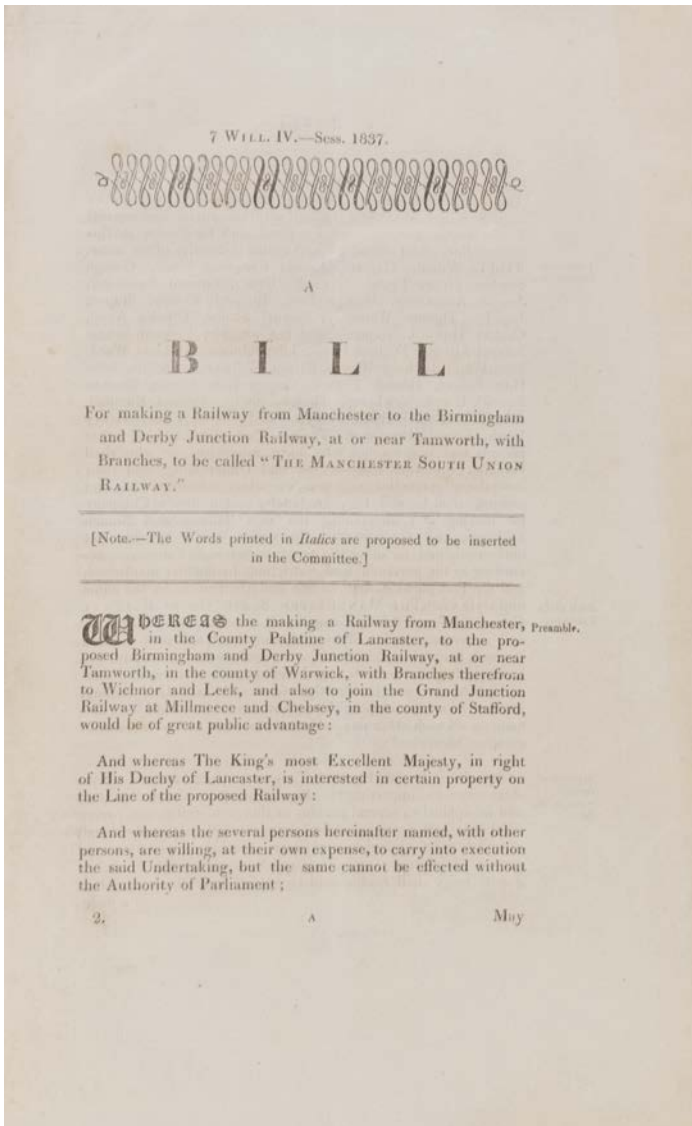 7 WILL. IV.—Sess. 1837.
A
BILL
For making a Railway from Manchester to the Birmingham
and Derby Junction Railway, at or near Tamworth, with
Branches, to be called "THE MANCHESTER SOUTH UNION
RAILWAY."
[Note.—The Words printed in Italics are proposed to be inserted
in the Committee.]
WHEREAS the making a Railway from Manchester, Preamble.
in the County Palatine of Lancaster, to the pro-
posed Birmingham and Derby Junction Railway, at or near
Tamworth, in the county of Warwick, with Branches therefrom
to Wichnor and Leek, and also to join the Grand Junction
Railway at Millmeece and Chebsey, in the county of Stafford,
would be of great public advantage:
And whereas The King's most Excellent Majesty, in right
of His Duchy of Lancaster, is interested in certain property on
the Line of the proposed Railway:
And whereas the several persons hereinafter named, with other
persons, are willing, at their own expense, to carry into execution
the said Undertaking, but the same cannot be effected without
the Authority of Parliament;
2. A May